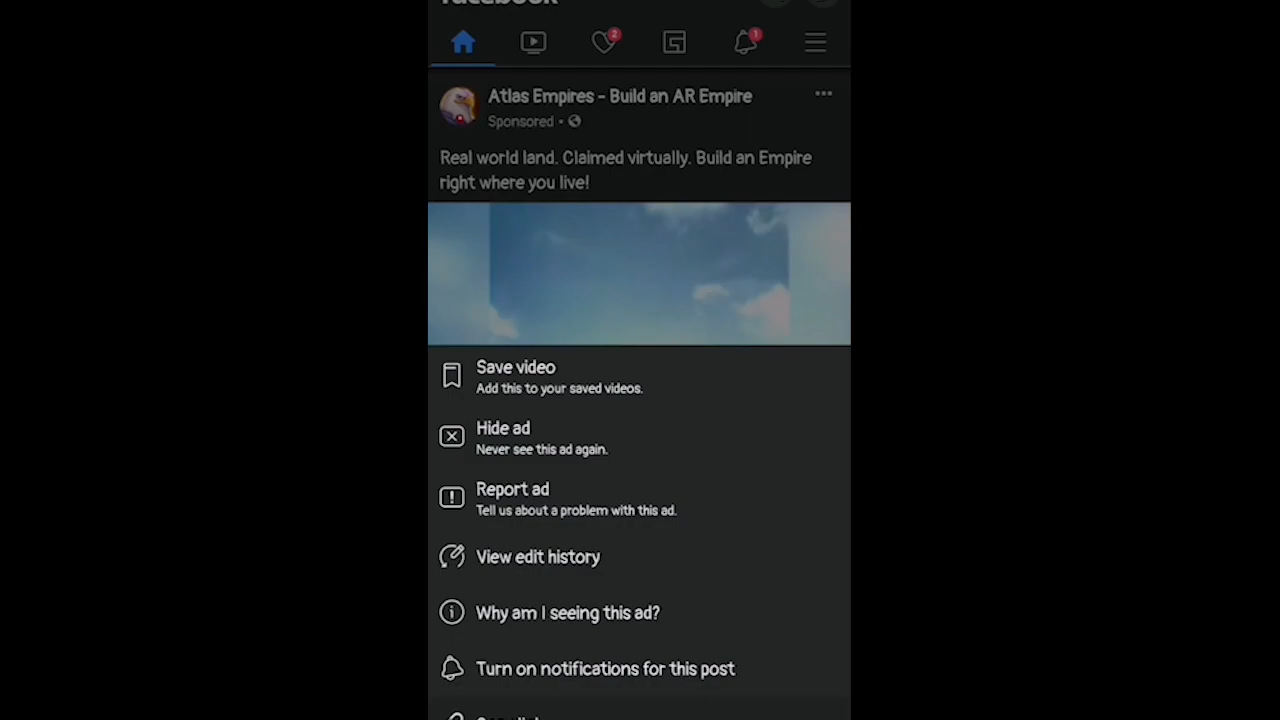 facebook
2
1
Atlas Empires - Build an AR Empire
Sponsored •
Real world land. Claimed virtually. Build an Empire
right where you live!
Save video
Add this to your saved videos.
Hide ad
Never see this ad again.
Report ad
Tell us about a problem with this ad.
View edit history
Why am I seeing this ad?
Turn on notifications for this post